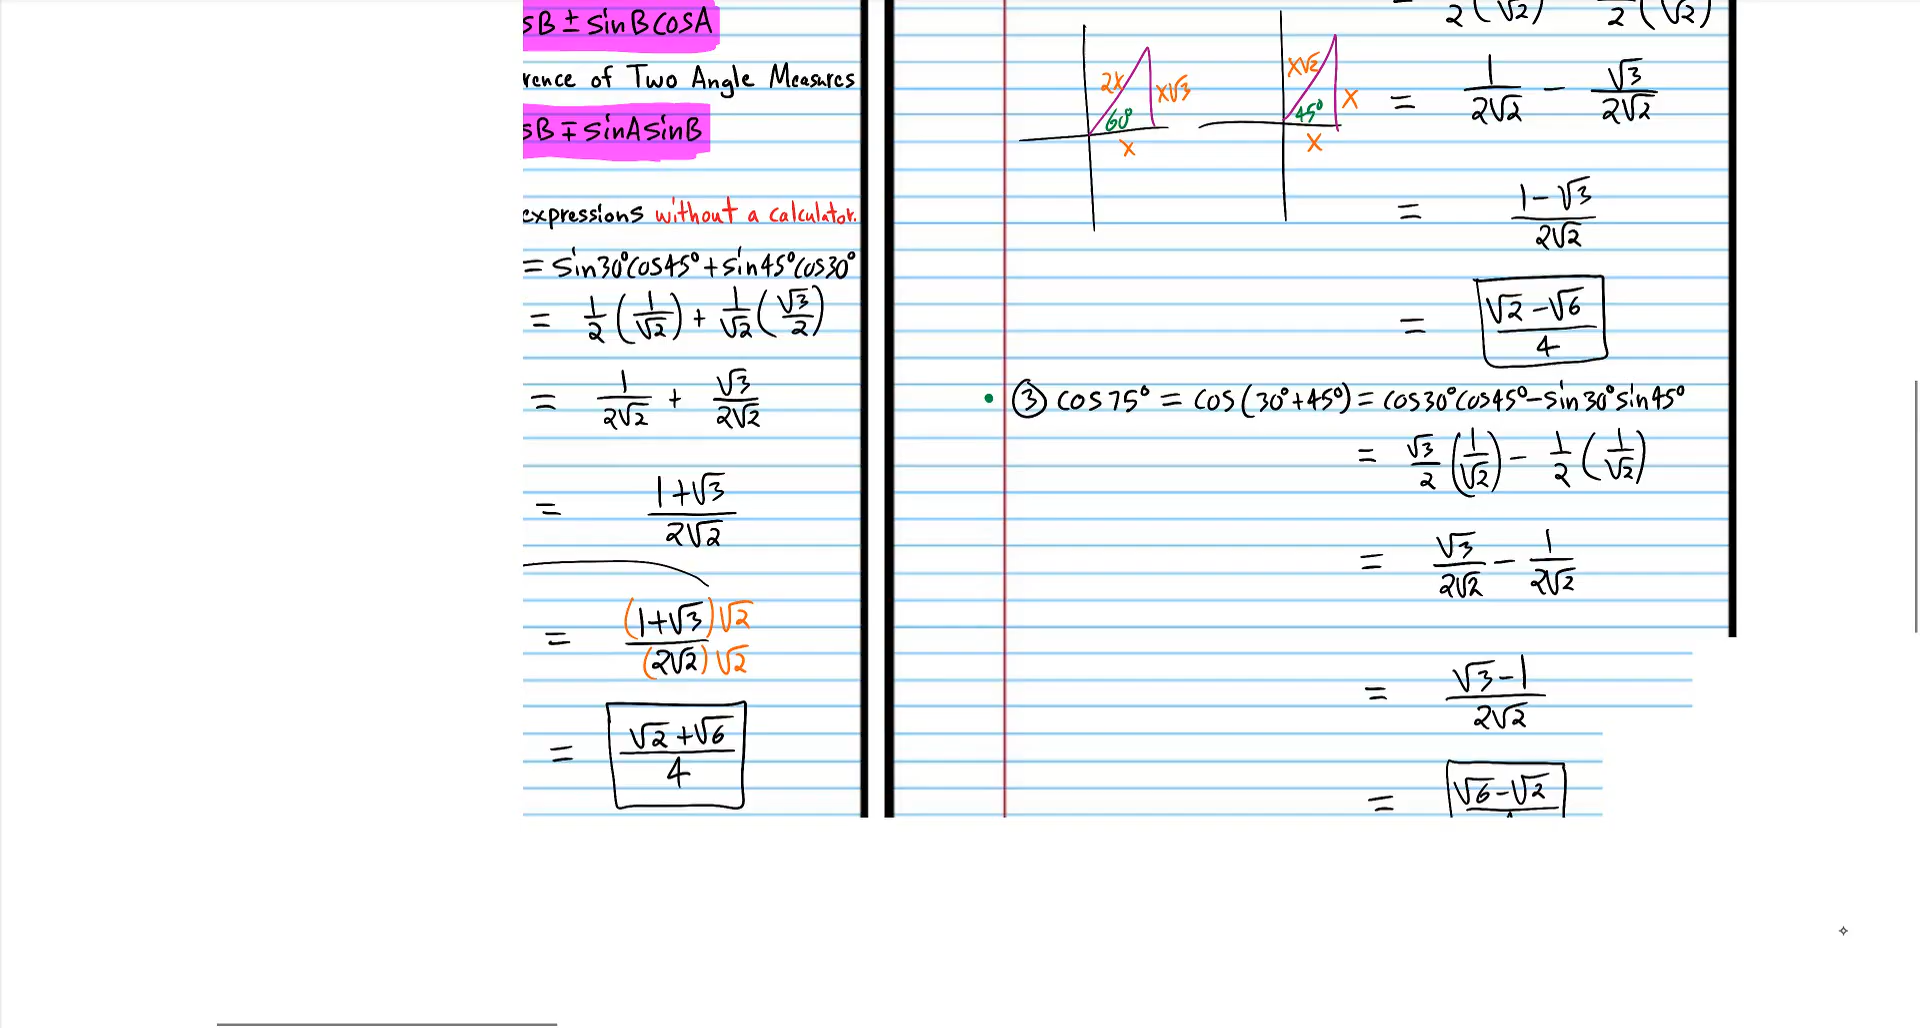 sB ± sinBcosA
rence of Two Angle Measures
sB ∓ sinAsinB
expressions without a calculator.
= sin30°cos45° + sin45°cos30°
= 1/2 (1/√2) + 1/√2 (√3/2)
= 1/2√2 + √3/2√2
= 1+√3/2√2
= (1+√3)√2/(2√2)√2
= √2+√6/4
2(√2) 2(√2)
2x 60° x√3 x
x√2 45° x x
= 1/2√2 − √3/2√2
= 1−√3/2√2
= √2−√6/4
• ③ cos75° = cos(30°+45°) = cos30°cos45°−sin30°sin45°
= √3/2 (1/√2) − 1/2 (1/√2)
= √3/2√2 − 1/2√2
= √3−1/2√2
= √6−√2